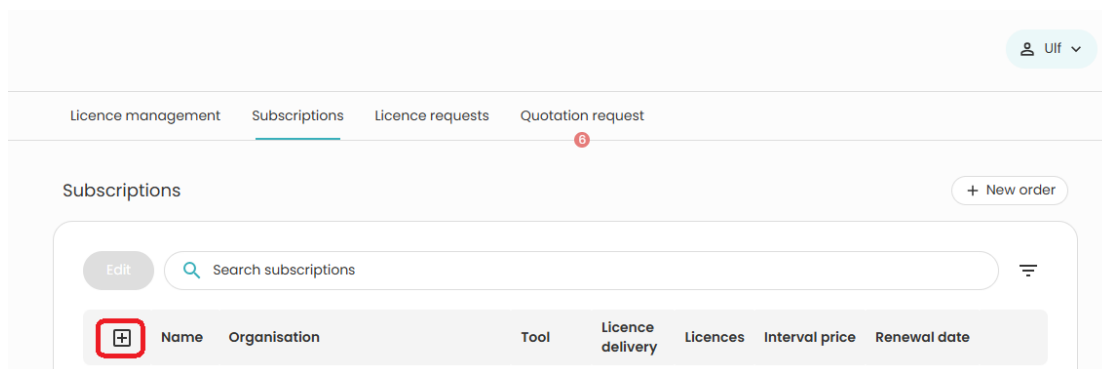 Ulf
Licence management Subscriptions Licence requests Quotation request
6
Subscriptions
+ New order
Edit
Search subscriptions
Name Organisation Tool Licence delivery Licences Interval price Renewal date